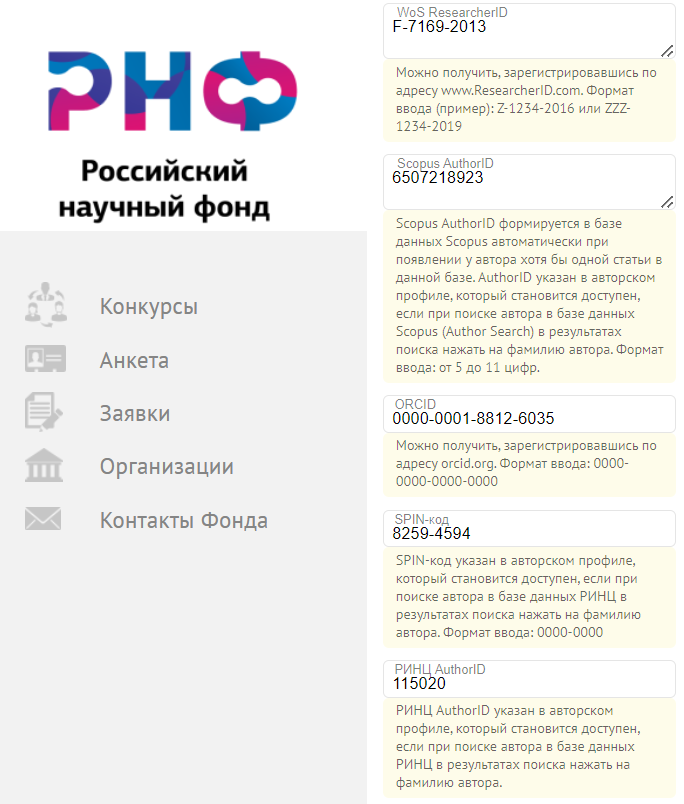 РНФ
Российский
научный фонд
Конкурсы
Анкета
Заявки
Организации
Контакты Фонда
WoS ResearcherID
F-7169-2013
Можно получить, зарегистрировавшись по
адресу www.ResearcherID.com. Формат
ввода (пример): Z-1234-2016 или ZZZ-
1234-2019
Scopus AuthorID
6507218923
Scopus AuthorID формируется в базе
данных Scopus автоматически при
появлении у автора хотя бы одной статьи в
данной базе. AuthorID указан в авторском
профиле, который становится доступен,
если при поиске автора в базе данных
Scopus (Author Search) в результатах
поиска нажать на фамилию автора. Формат
ввода: от 5 до 11 цифр.
ORCID
0000-0001-8812-6035
Можно получить, зарегистрировавшись по
адресу orcid.org. Формат ввода: 0000-
0000-0000-0000
SPIN-код
8259-4594
SPIN-код указан в авторском профиле,
который становится доступен, если при
поиске автора в базе данных РИНЦ в
результатах поиска нажать на фамилию
автора. Формат ввода: 0000-0000
РИНЦ AuthorID
115020
РИНЦ AuthorID указан в авторском
профиле, который становится доступен,
если при поиске автора в базе данных
РИНЦ в результатах поиска нажать на
фамилию автора.